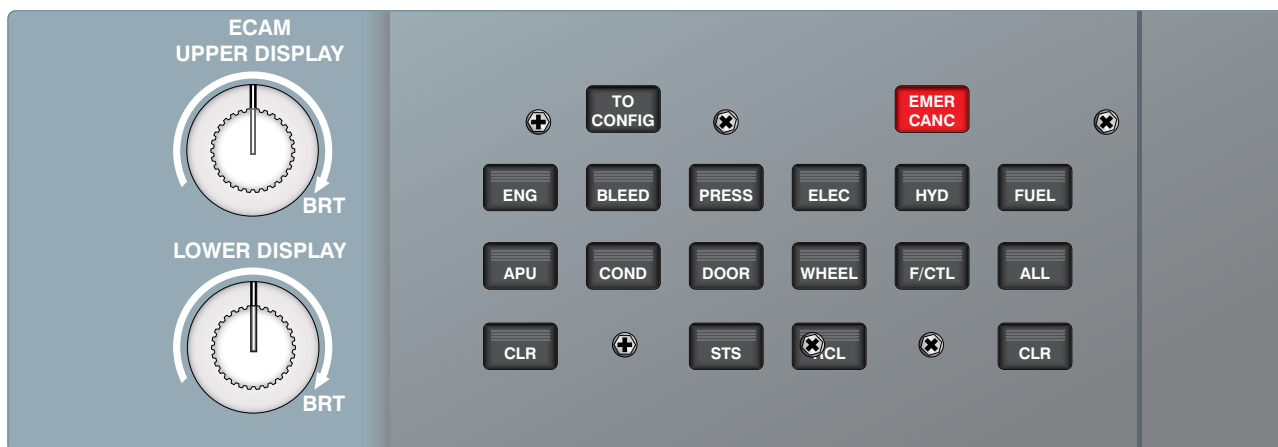 ECAM
UPPER DISPLAY
BRT
LOWER DISPLAY
BRT
TO
CONFIG
EMER
CANC
ENG
BLEED
PRESS
ELEC
HYD
FUEL
APU
COND
DOOR
WHEEL
F/CTL
ALL
CLR
STS
RCL
CLR